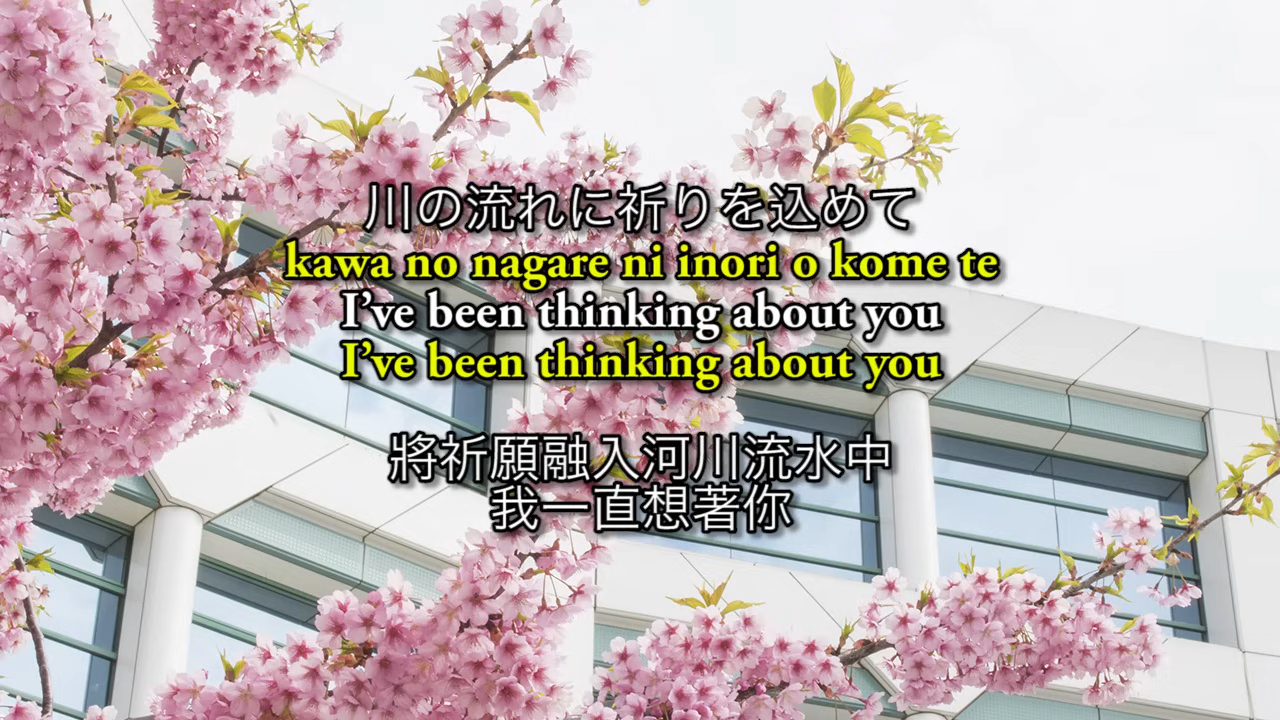 川の流れに祈りを込めて
kawa no nagare ni inori o kome te
I’ve been thinking about you
I’ve been thinking about you
將祈願融入河川流水中
我一直想著你